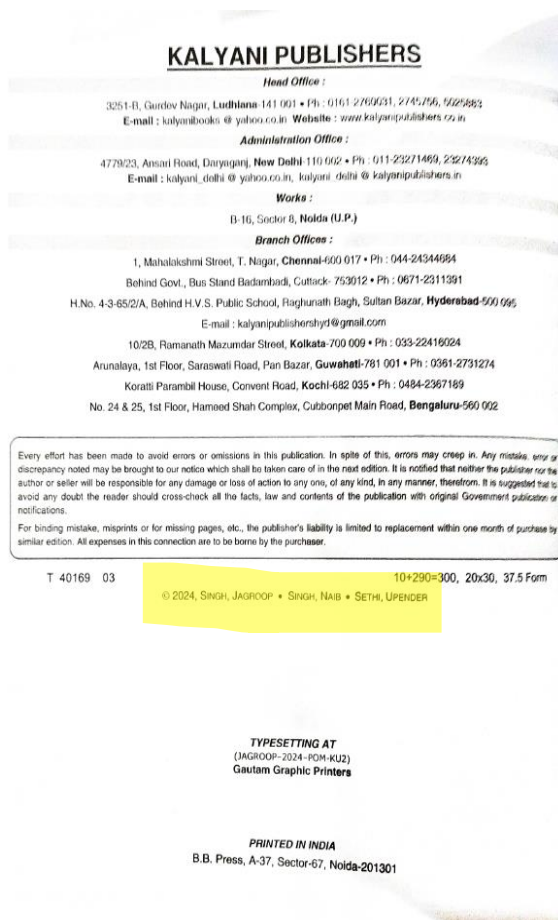 KALYANI PUBLISHERS
Head Office :
3251-B, Gurdev Nagar, Ludhiana-141 001 • Ph : 0161-2760031, 2745756, 5025883
E-mail : kalyanibooks @ yahoo.co.in Website : www.kalyanipublishers.co.in
Administration Office :
4779/23, Ansari Road, Daryaganj, New Delhi-110 002 • Ph : 011-23271469, 23274393
E-mail : kalyani_delhi @ yahoo.co.in, kalyani_delhi @ kalyanipublishers.in
Works :
B-16, Sector 8, Noida (U.P.)
Branch Offices :
1, Mahalakshmi Street, T. Nagar, Chennai-600 017 • Ph : 044-24344684
Behind Govt., Bus Stand Badambadi, Cuttack- 753012 • Ph : 0671-2311391
H.No. 4-3-65/2/A, Behind H.V.S. Public School, Raghunath Bagh, Sultan Bazar, Hyderabad-500 095
E-mail : kalyanipublishershyd@gmail.com
10/2B, Ramanath Mazumdar Street, Kolkata-700 009 • Ph : 033-22416024
Arunalaya, 1st Floor, Saraswati Road, Pan Bazar, Guwahati-781 001 • Ph : 0361-2731274
Koratti Parambil House, Convent Road, Kochi-682 035 • Ph : 0484-2367189
No. 24 & 25, 1st Floor, Hameed Shah Complex, Cubbonpet Main Road, Bengaluru-560 002
Every effort has been made to avoid errors or omissions in this publication. In spite of this, errors may creep in. Any mistake, error or
discrepancy noted may be brought to our notice which shall be taken care of in the next edition. It is notified that neither the publisher nor the
author or seller will be responsible for any damage or loss of action to any one, of any kind, in any manner, therefrom. It is suggested that to
avoid any doubt the reader should cross-check all the facts, law and contents of the publication with original Government publication or
notifications.
For binding mistake, misprints or for missing pages, etc., the publisher's liability is limited to replacement within one month of purchase by
similar edition. All expenses in this connection are to be borne by the purchaser.
T 40169 03 10+290=300, 20x30, 37.5 Form
© 2024, SINGH, JAGROOP • SINGH, NAIB • SETHI, UPENDER
TYPESETTING AT
(JAGROOP-2024-POM-KU2)
Gautam Graphic Printers
PRINTED IN INDIA
B.B. Press, A-37, Sector-67, Noida-201301